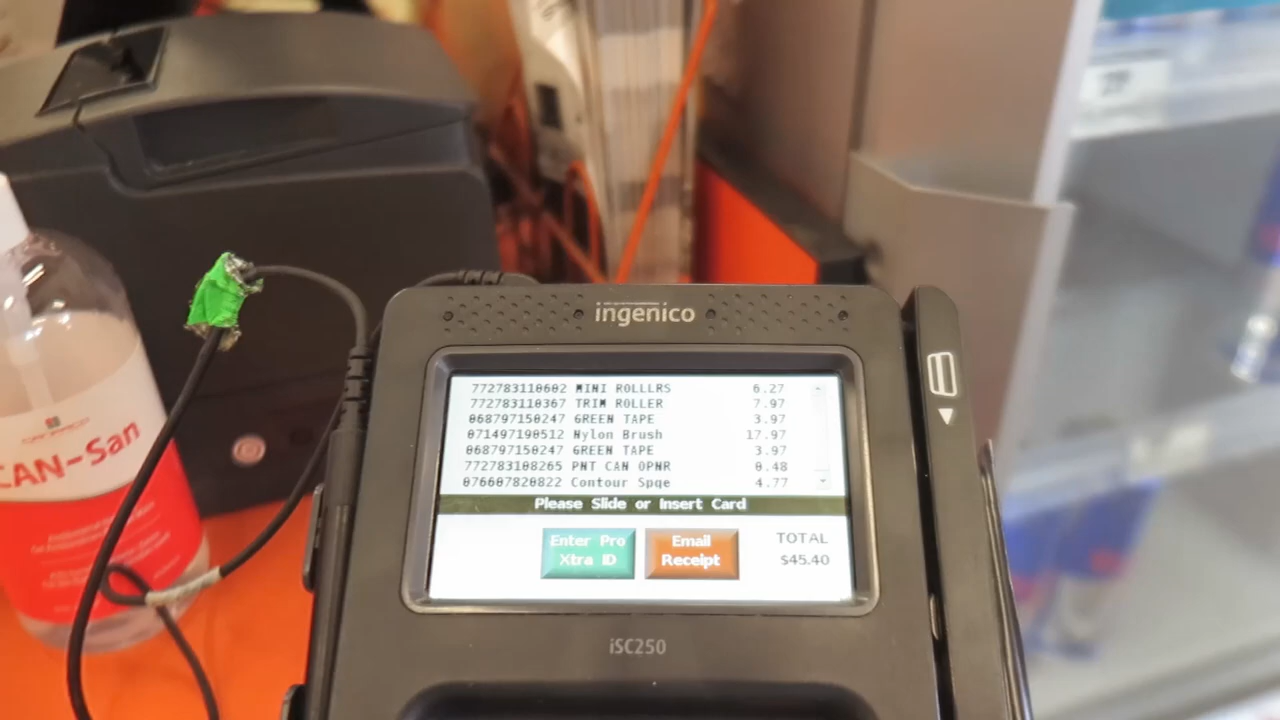 ingenico
772783110602 MINI ROLLLRS 6.27
772783110367 TRIM ROLLER 7.97
068797150247 GREEN TAPE 3.97
071497190512 Nylon Brush 17.97
068797150247 GREEN TAPE 3.97
772783108265 PNT CAN OPNR 0.48
076607820822 Contour Spge 4.77
Please Slide or Insert Card
Enter Pro
Xtra ID
Email
Receipt
TOTAL
$45.40
iSC250
CAN-San